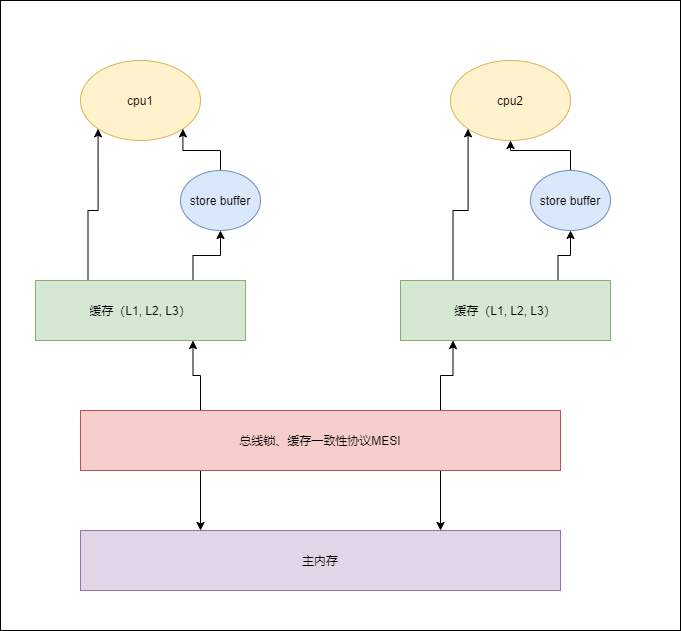 cpu1
cpu2
store buffer
store buffer
缓存（L1, L2, L3）
缓存（L1, L2, L3）
总线锁、缓存一致性协议MESI
主内存